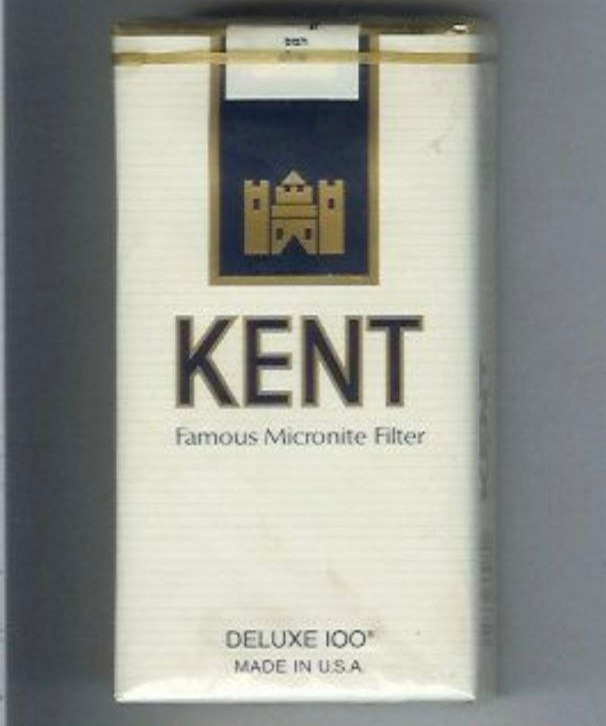 KENT
Famous Micronite Filter
DELUXE 100's
MADE IN U.S.A.